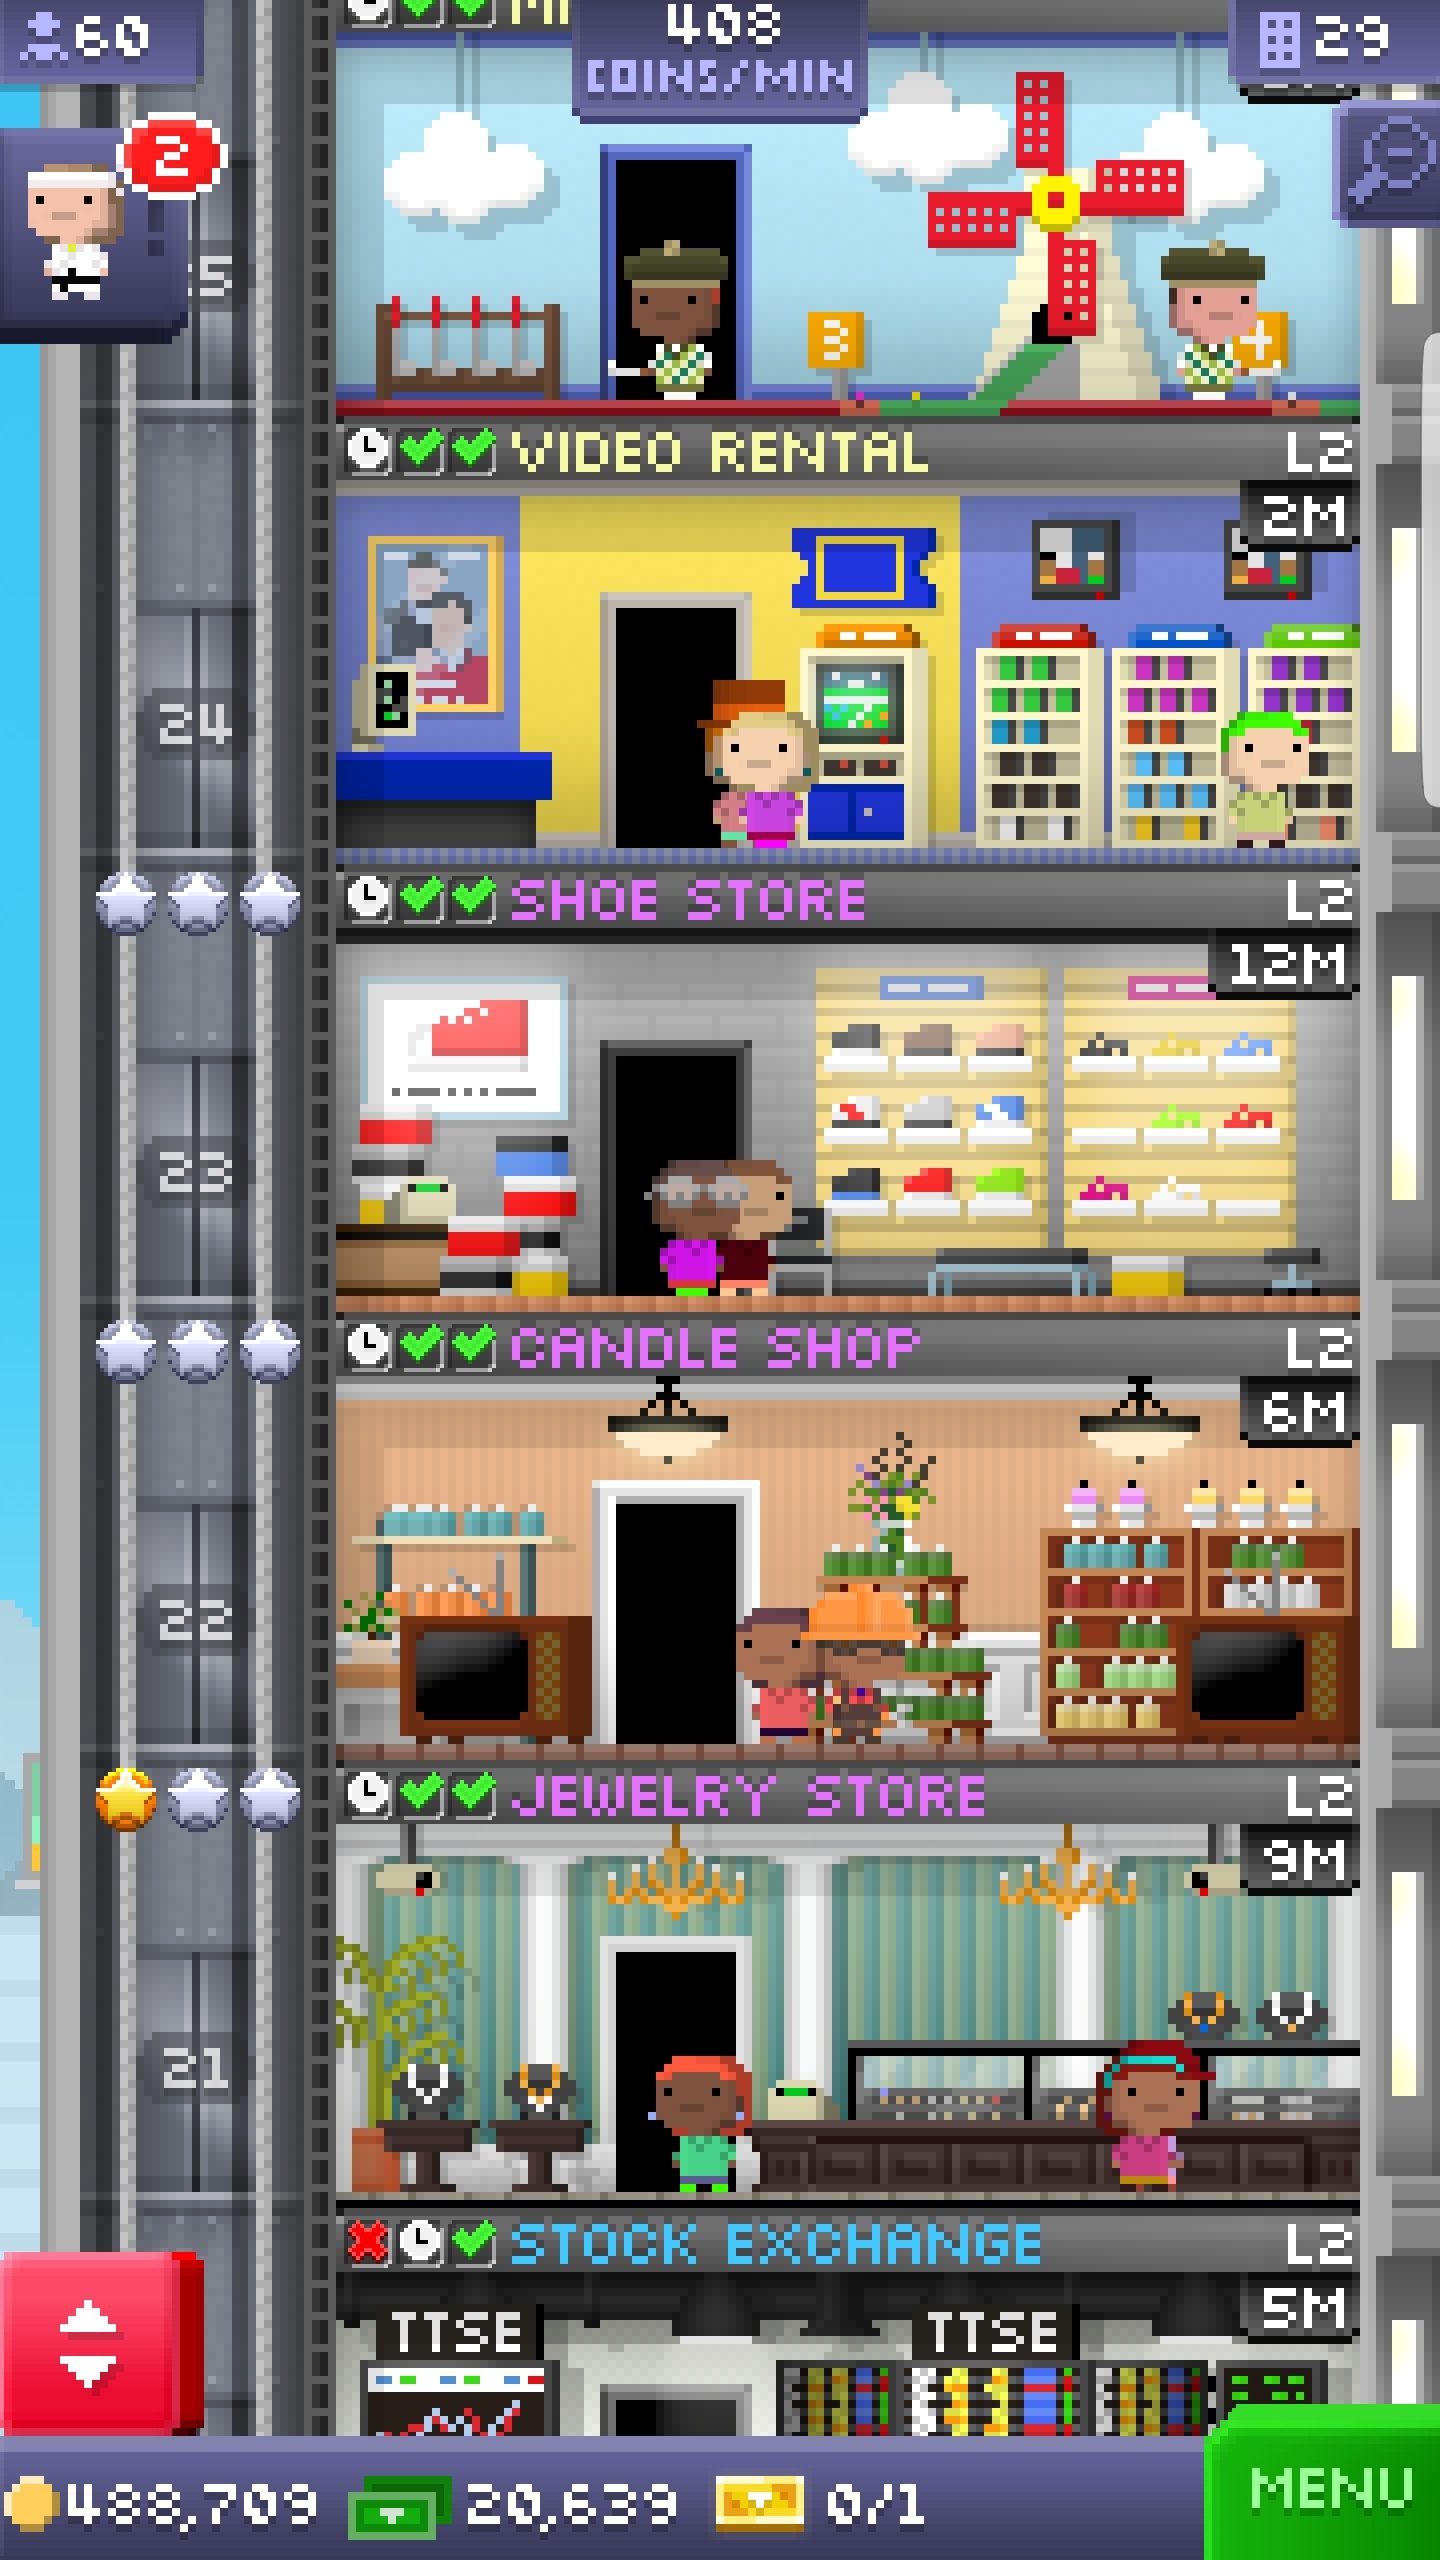 60
408
COINS/MIN
29
2
5
3
VIDEO RENTAL L2
2M
24
SHOE STORE L2
12M
23
CANDLE SHOP L2
6M
22
JEWELRY STORE L2
9M
21
STOCK EXCHANGE L2
5M
TTSE TTSE
488,709 20,639 0/1
MENU